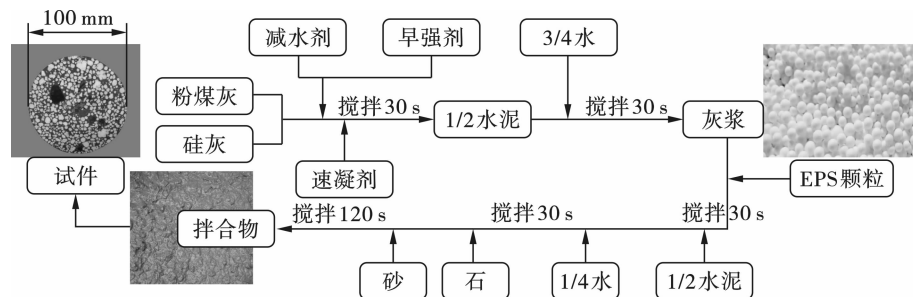 100 mm
减水剂
早强剂
3/4水
粉煤灰
硅灰
搅拌30 s
1/2水泥
搅拌30 s
灰浆
速凝剂
试件
EPS颗粒
拌合物
搅拌120 s
搅拌30 s
搅拌30 s
砂
石
1/4水
1/2水泥